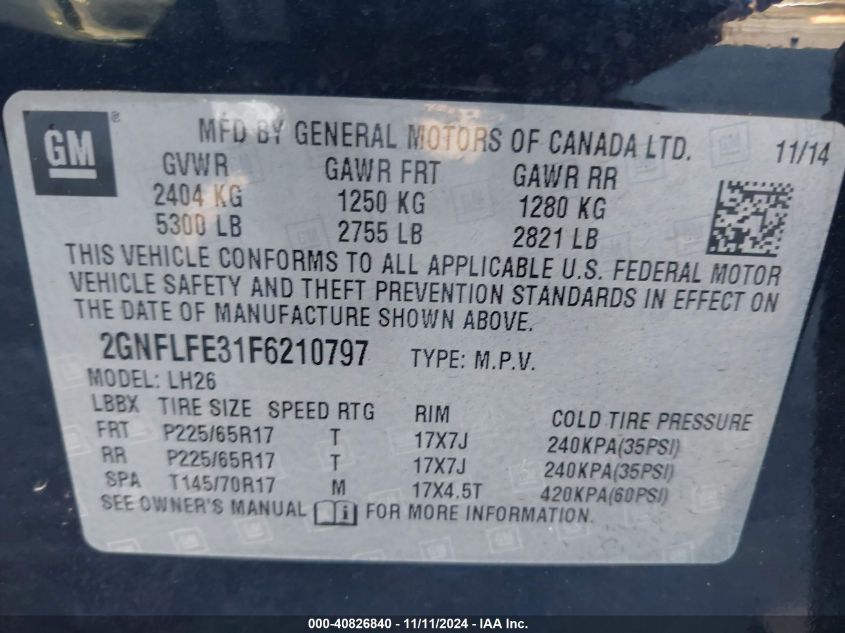 GM ®
MFD BY GENERAL MOTORS OF CANADA LTD. 11/14
GVWR GAWR FRT GAWR RR
2404 KG 1250 KG 1280 KG
5300 LB 2755 LB 2821 LB
THIS VEHICLE CONFORMS TO ALL APPLICABLE U.S. FEDERAL MOTOR
VEHICLE SAFETY AND THEFT PREVENTION STANDARDS IN EFFECT ON
THE DATE OF MANUFACTURE SHOWN ABOVE.
2GNFLFE31F6210797 TYPE: M.P.V.
MODEL: LH26
LBBX TIRE SIZE SPEED RTG RIM COLD TIRE PRESSURE
FRT P225/65R17 T 17X7J 240KPA(35PSI)
RR P225/65R17 T 17X7J 240KPA(35PSI)
SPA T145/70R17 M 17X4.5T 420KPA(60PSI)
SEE OWNER'S MANUAL i FOR MORE INFORMATION.
000-40826840 - 11/11/2024 - IAA Inc.